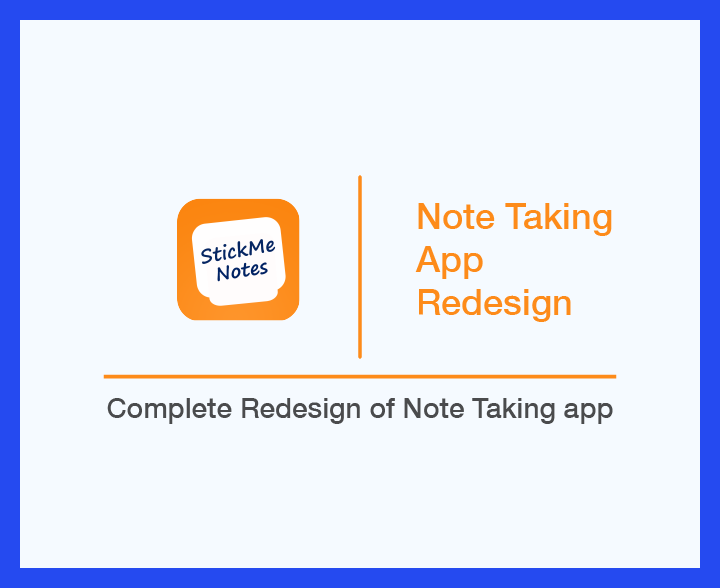 StickMe
Notes
Note Taking
App
Redesign
Complete Redesign of Note Taking app